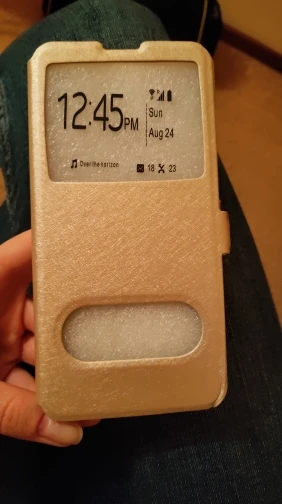 12:45PM
Sun
Aug 24
Over the horizon
18 23